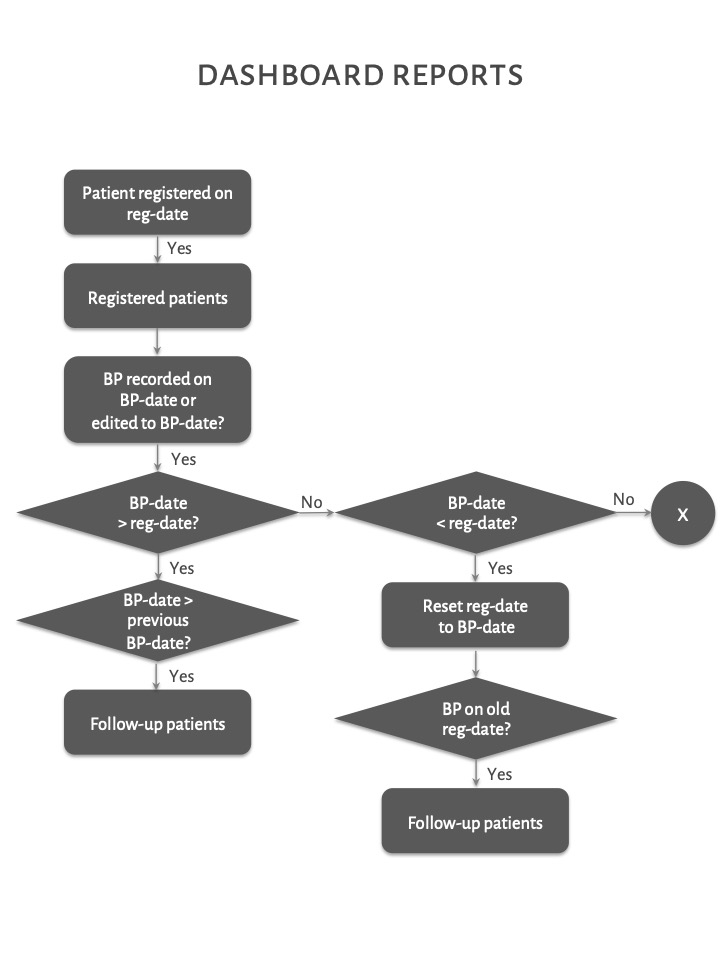 DASHBOARD REPORTS
Patient registered on
reg-date
Yes
Registered patients
BP recorded on
BP-date or
edited to BP-date?
Yes
BP-date
> reg-date?
No
BP-date
< reg-date?
No
X
Yes
BP-date >
previous
BP-date?
Yes
Follow-up patients
Yes
Reset reg-date
to BP-date
BP on old
reg-date?
Yes
Follow-up patients